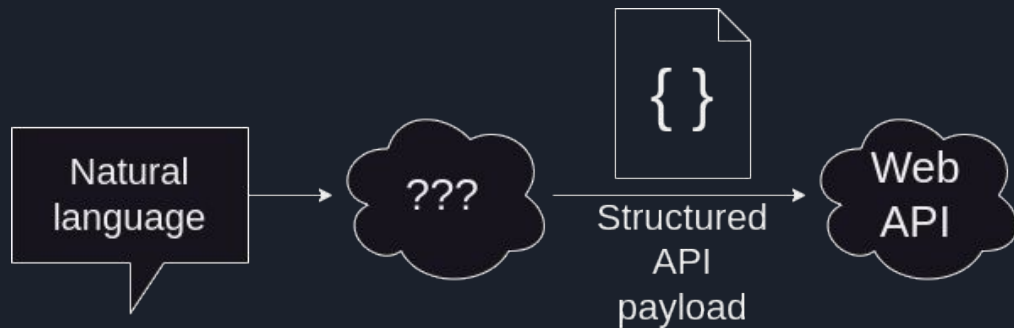 Natural
language
???
{ }
Structured
API
payload
Web
API